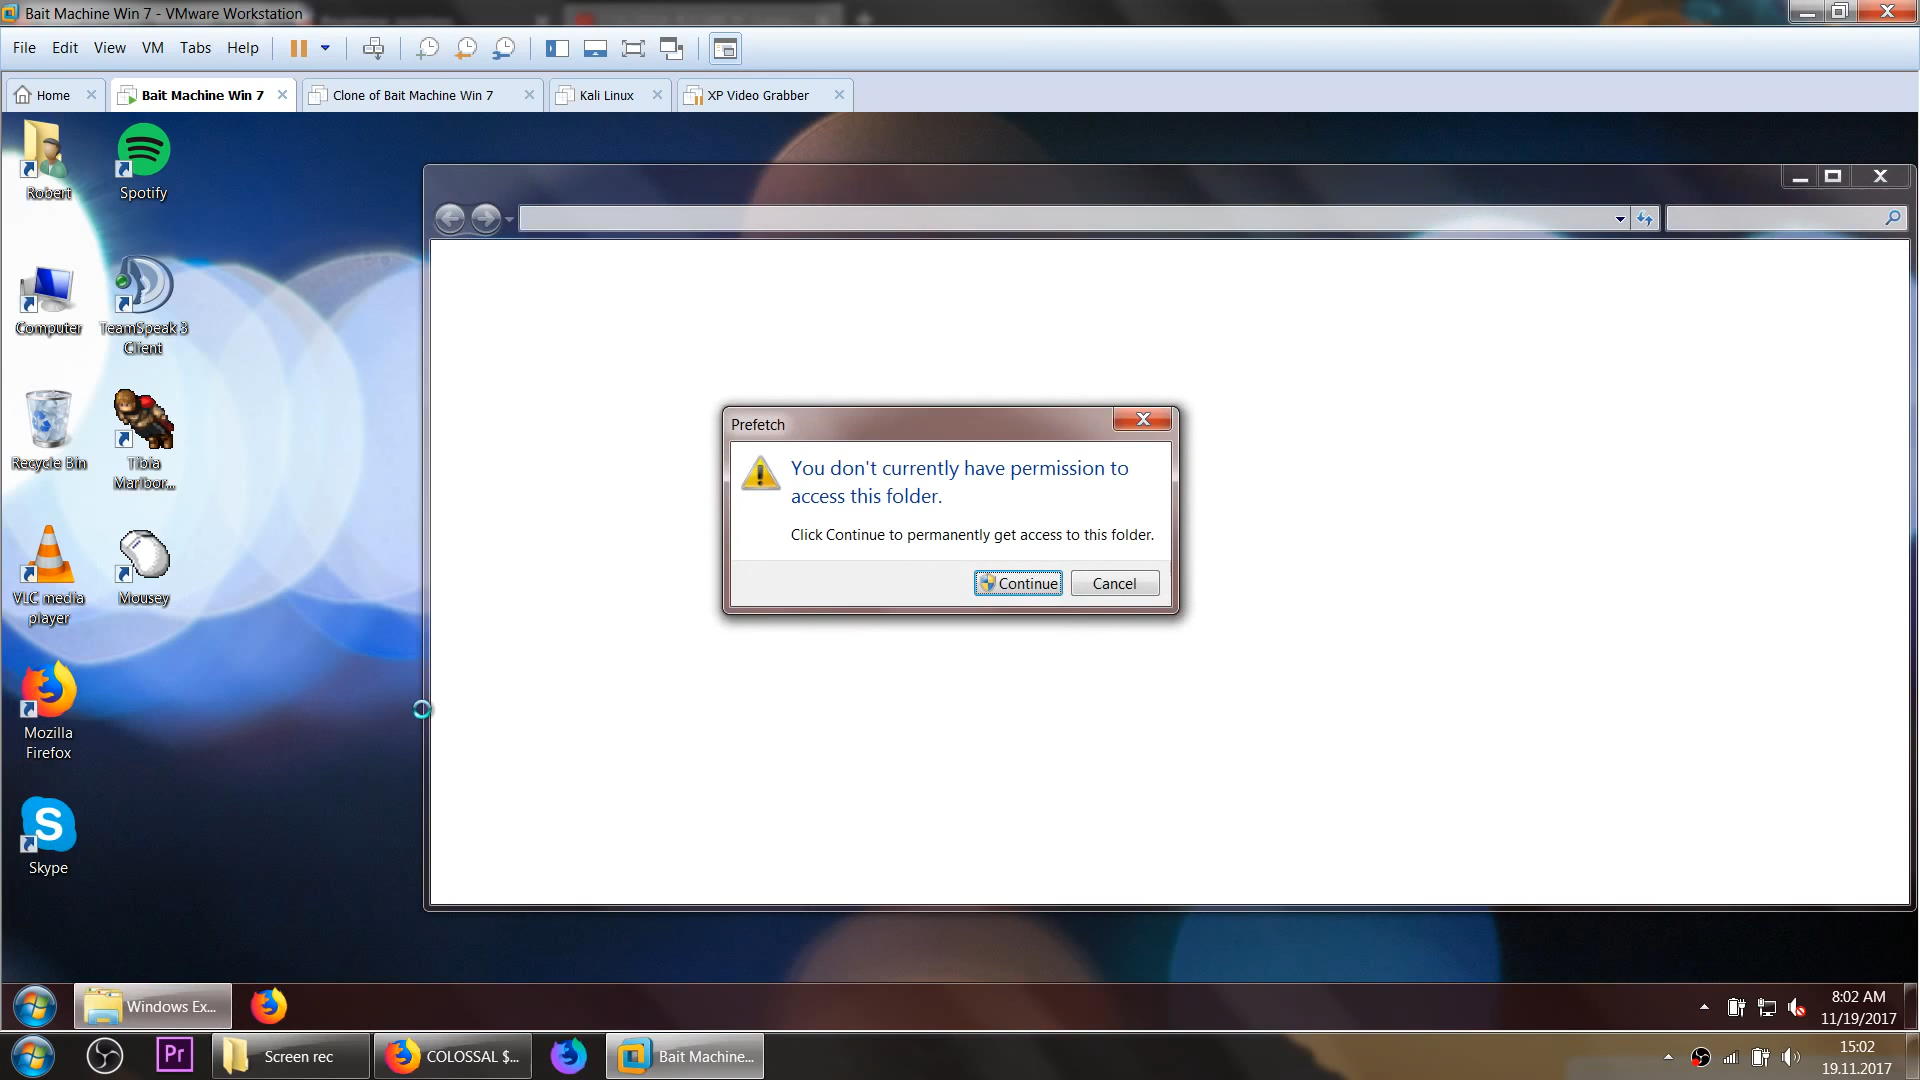 Bait Machine Win 7 - VMware Workstation
File Edit View VM Tabs Help
Home
Bait Machine Win 7
Clone of Bait Machine Win 7
Kali Linux
XP Video Grabber
Robert
Spotify
Computer
TeamSpeak 3
Client
Recycle Bin
Tibia
Marlbor...
VLC media
player
Mousey
Mozilla
Firefox
Skype
Prefetch
You don't currently have permission to
access this folder.
Click Continue to permanently get access to this folder.
Continue
Cancel
Windows Ex...
8:02 AM
11/19/2017
Pr
Screen rec
COLOSSAL $...
Bait Machine...
15:02
19.11.2017